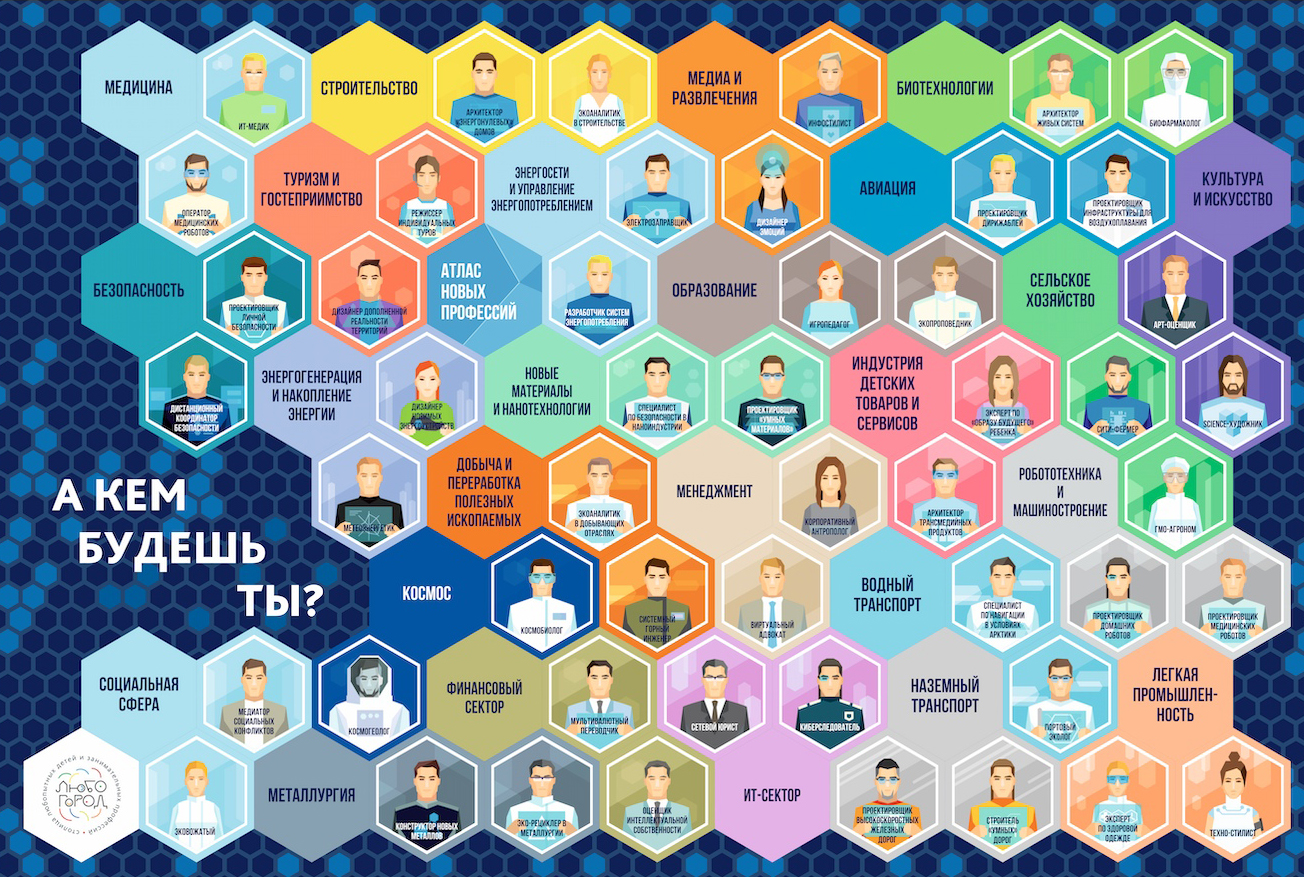 МЕДИЦИНА
ИТ-МЕДИК
СТРОИТЕЛЬСТВО
АРХИТЕКТОР
«ЭНЕРГОНУЛЕВЫХ»
ДОМОВ
ЭКОАНАЛИТИК
В СТРОИТЕЛЬСТВЕ
МЕДИА И
РАЗВЛЕЧЕНИЯ
ИНФОСТИЛИСТ
БИОТЕХНОЛОГИИ
АРХИТЕКТОР
ЖИВЫХ СИСТЕМ
БИОФАРМАКОЛОГ
ОПЕРАТОР
МЕДИЦИНСКИХ
РОБОТОВ
ТУРИЗМ И
ГОСТЕПРИИМСТВО
РЕЖИССЕР
ИНДИВИДУАЛЬНЫХ
ТУРОВ
ЭНЕРГОСЕТИ
И УПРАВЛЕНИЕ
ЭНЕРГОПОТРЕБЛЕНИЕМ
ЭЛЕКТРОЗАПРАВЩИК
ДИЗАЙНЕР
ЭМОЦИЙ
АВИАЦИЯ
ПРОЕКТИРОВЩИК
ДИРИЖАБЛЕЙ
ПРОЕКТИРОВЩИК
ИНФРАСТРУКТУРЫ ДЛЯ
ВОЗДУХОПЛАВАНИЯ
КУЛЬТУРА
И ИСКУССТВО
БЕЗОПАСНОСТЬ
ПРОЕКТИРОВЩИК
ЛИЧНОЙ
БЕЗОПАСНОСТИ
ДИЗАЙНЕР ДОПОЛНЕННОЙ
РЕАЛЬНОСТИ
ТЕРРИТОРИЙ
АТЛАС
НОВЫХ
ПРОФЕССИЙ
РАЗРАБОТЧИК СИСТЕМ
ЭНЕРГОПОТРЕБЛЕНИЯ
ОБРАЗОВАНИЕ
ИГРОПЕДАГОГ
ЭКОПРОПОВЕДНИК
СЕЛЬСКОЕ
ХОЗЯЙСТВО
АРТ-ОЦЕНЩИК
ДИСТАНЦИОННЫЙ
КООРДИНАТОР
БЕЗОПАСНОСТИ
ЭНЕРГОГЕНЕРАЦИЯ
И НАКОПЛЕНИЕ
ЭНЕРГИИ
ДИЗАЙНЕР
НОСИМЫХ
ЭНЕРГОУСТРОЙСТВ
НОВЫЕ
МАТЕРИАЛЫ
И НАНОТЕХНОЛОГИИ
СПЕЦИАЛИСТ
ПО БЕЗОПАСНОСТИ В
НАНОИНДУСТРИИ
ПРОЕКТИРОВЩИК
«УМНЫХ
МАТЕРИАЛОВ»
ИНДУСТРИЯ
ДЕТСКИХ
ТОВАРОВ И
СЕРВИСОВ
ЭКСПЕРТ ПО
«ОБРАЗУ БУДУЩЕГО»
РЕБЕНКА
СИТИ-ФЕРМЕР
SCIENCE-ХУДОЖНИК
А КЕМ
БУДЕШЬ
ТЫ?
МЕТЕОЭНЕРГЕТИК
ДОБЫЧА И
ПЕРЕРАБОТКА
ПОЛЕЗНЫХ
ИСКОПАЕМЫХ
ЭКОАНАЛИТИК
В ДОБЫВАЮЩИХ
ОТРАСЛЯХ
МЕНЕДЖМЕНТ
КОРПОРАТИВНЫЙ
АНТРОПОЛОГ
АРХИТЕКТОР
ТРАНСМЕДИЙНЫХ
ПРОДУКТОВ
РОБОТОТЕХНИКА
И
МАШИНОСТРОЕНИЕ
ГМО-АГРОНОМ
КОСМОС
КОСМОБИОЛОГ
СИСТЕМНЫЙ
ГОРНЫЙ
ИНЖЕНЕР
ВИРТУАЛЬНЫЙ
АДВОКАТ
ВОДНЫЙ
ТРАНСПОРТ
СПЕЦИАЛИСТ
ПО НАВИГАЦИИ
В УСЛОВИЯХ
АРКТИКИ
ПРОЕКТИРОВЩИК
ДОМАШНИХ
РОБОТОВ
ПРОЕКТИРОВЩИК
МЕДИЦИНСКИХ
РОБОТОВ
СОЦИАЛЬНАЯ
СФЕРА
МЕДИАТОР
СОЦИАЛЬНЫХ
КОНФЛИКТОВ
КОСМОГЕОЛОГ
ФИНАНСОВЫЙ
СЕКТОР
МУЛЬТИВАЛЮТНЫЙ
ПЕРЕВОДЧИК
СЕТЕВОЙ ЮРИСТ
КИБЕРСЛЕДОВАТЕЛЬ
НАЗЕМНЫЙ
ТРАНСПОРТ
ПОРТОВЫЙ
ЭКОЛОГ
ЛЕГКАЯ
ПРОМЫШЛЕН-
НОСТЬ
ЛЮБО
ГОРОД
столица любопытных детей и занимательных профессий
ЭКОВОЖАТЫЙ
МЕТАЛЛУРГИЯ
КОНСТРУКТОР НОВЫХ
МЕТАЛЛОВ
ЭКО-РЕЦИКЛЕР В
МЕТАЛЛУРГИИ
ОЦЕНЩИК
ИНТЕЛЛЕКТУАЛЬНОЙ
СОБСТВЕННОСТИ
ИТ-СЕКТОР
ПРОЕКТИРОВЩИК
ВЫСОКОСКОРОСТНЫХ
ЖЕЛЕЗНЫХ
ДОРОГ
СТРОИТЕЛЬ
«УМНЫХ»
ДОРОГ
ЭКСПЕРТ
ПО ЗДОРОВОЙ
ОДЕЖДЕ
ТЕХНО-СТИЛИСТ